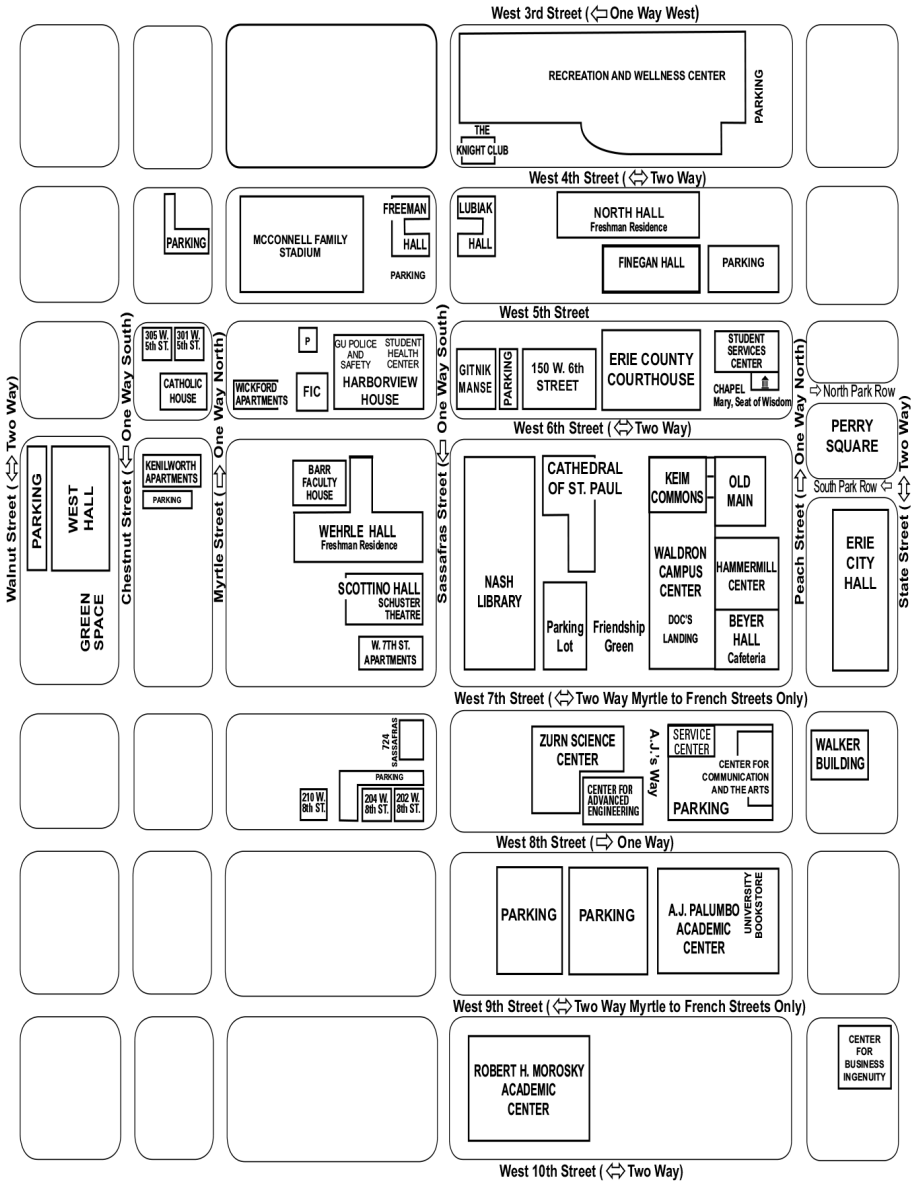 West 3rd Street (⇦ One Way West)
RECREATION AND WELLNESS CENTER
PARKING
THE
KNIGHT CLUB
West 4th Street (⇔ Two Way)
PARKING
MCCONNELL FAMILY
STADIUM
FREEMAN
HALL
PARKING
LUBIAK
HALL
NORTH HALL
Freshman Residence
FINEGAN HALL
PARKING
West 5th Street
305 W.
5th ST.
301 W.
5th ST.
CATHOLIC
HOUSE
P
WICKFORD
APARTMENTS
FIC
GU POLICE
AND
SAFETY
STUDENT
HEALTH
CENTER
HARBORVIEW
HOUSE
GITNIK
MANSE
PARKING
150 W. 6th
STREET
ERIE COUNTY
COURTHOUSE
STUDENT
SERVICES
CENTER
CHAPEL
Mary, Seat of Wisdom
⇨ North Park Row
PERRY
SQUARE
South Park Row ⇦
West 6th Street (⇔ Two Way)
Walnut Street (⇔ Two Way)
Chestnut Street (⇦ One Way South)
Myrtle Street (⇨ One Way North)
Sassafras Street (⇦ One Way South)
Peach Street (⇨ One Way North)
State Street (⇔ Two Way)
PARKING
WEST
HALL
GREEN
SPACE
KENILWORTH
APARTMENTS
PARKING
BARR
FACULTY
HOUSE
WEHRLE HALL
Freshman Residence
SCOTTINO HALL
SCHUSTER
THEATRE
W. 7TH ST.
APARTMENTS
NASH
LIBRARY
CATHEDRAL
OF ST. PAUL
Parking
Lot
Friendship
Green
KEIM
COMMONS
OLD
MAIN
WALDRON
CAMPUS
CENTER
DOC'S
LANDING
HAMMERMILL
CENTER
BEYER
HALL
Cafeteria
ERIE
CITY
HALL
West 7th Street (⇔ Two Way Myrtle to French Streets Only)
724
SASSAFRAS
PARKING
210 W.
8th ST.
204 W.
8th ST.
202 W.
8th ST.
ZURN SCIENCE
CENTER
CENTER FOR
ADVANCED
ENGINEERING
A.J.'s Way
SERVICE
CENTER
CENTER FOR
COMMUNICATION
AND THE ARTS
PARKING
WALKER
BUILDING
West 8th Street (⇨ One Way)
PARKING
PARKING
A.J. PALUMBO
ACADEMIC
CENTER
UNIVERSITY
BOOKSTORE
West 9th Street (⇔ Two Way Myrtle to French Streets Only)
ROBERT H. MOROSKY
ACADEMIC
CENTER
CENTER
FOR
BUSINESS
INGENUITY
West 10th Street (⇔ Two Way)